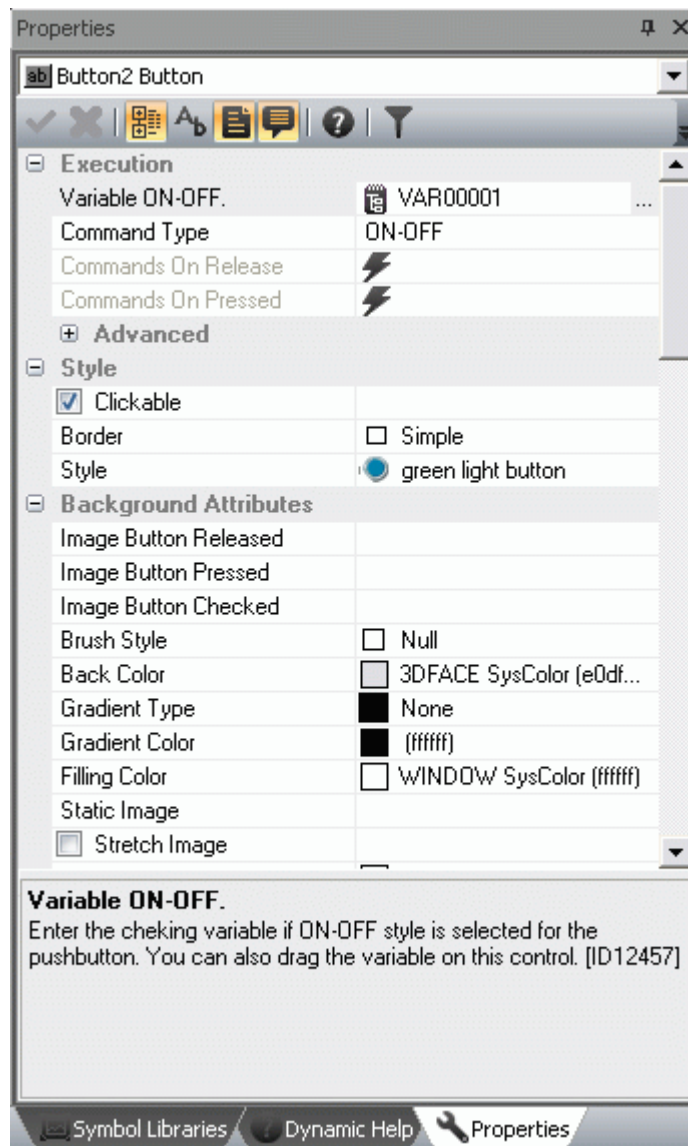 Properties
Button2 Button
Execution
Variable ON-OFF. VAR00001 ...
Command Type ON-OFF
Commands On Release
Commands On Pressed
Advanced
Style
Clickable
Border Simple
Style green light button
Background Attributes
Image Button Released
Image Button Pressed
Image Button Checked
Brush Style Null
Back Color 3DFACE SysColor (e0df...
Gradient Type None
Gradient Color (ffffff)
Filling Color WINDOW SysColor (ffffff)
Static Image
Stretch Image
Variable ON-OFF.
Enter the cheking variable if ON-OFF style is selected for the
pushbutton. You can also drag the variable on this control. [ID12457]
Symbol Libraries Dynamic Help Properties